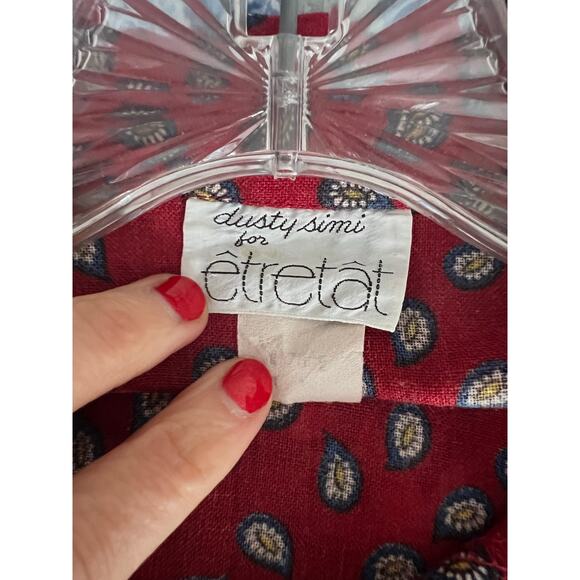 dusty simi
for
êtretât